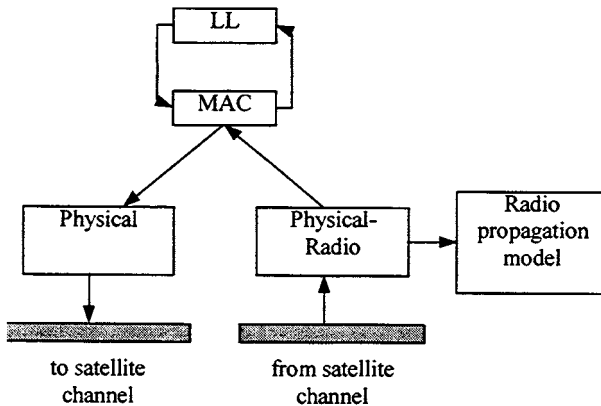 LL
MAC
Physical
Physical-
Radio
Radio
propagation
model
to satellite
channel
from satellite
channel